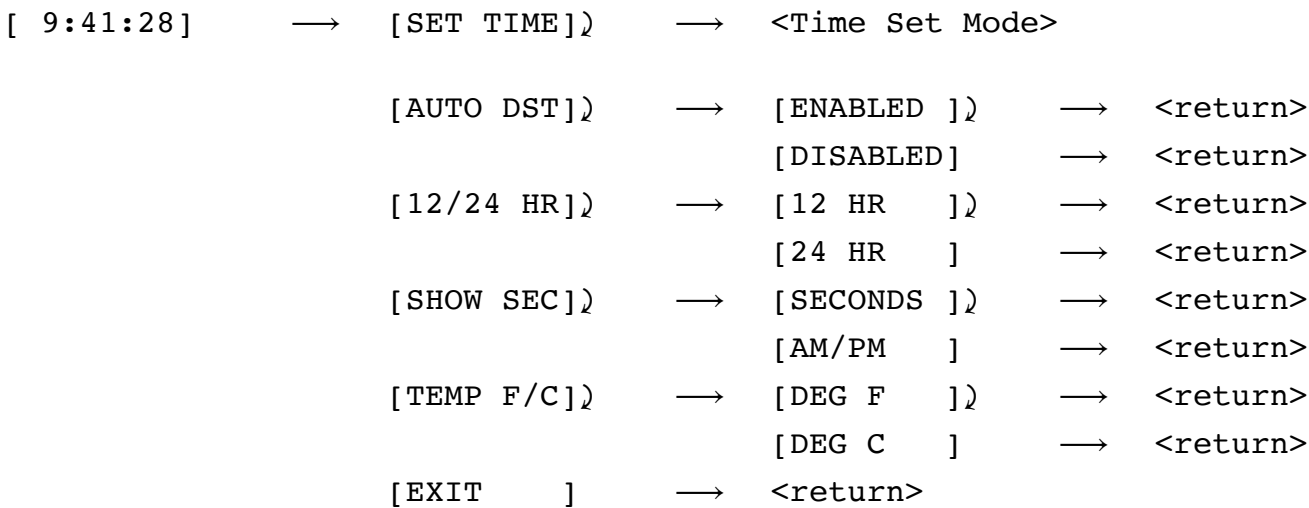 [ 9:41:28] ⟶ [SET TIME]⤸ ⟶ <Time Set Mode>
[AUTO DST]⤸ ⟶ [ENABLED ]⤸ ⟶ <return>
[DISABLED] ⟶ <return>
[12/24 HR]⤸ ⟶ [12 HR   ]⤸ ⟶ <return>
[24 HR   ] ⟶ <return>
[SHOW SEC]⤸ ⟶ [SECONDS ]⤸ ⟶ <return>
[AM/PM   ] ⟶ <return>
[TEMP F/C]⤸ ⟶ [DEG F   ]⤸ ⟶ <return>
[DEG C   ] ⟶ <return>
[EXIT    ] ⟶ <return>